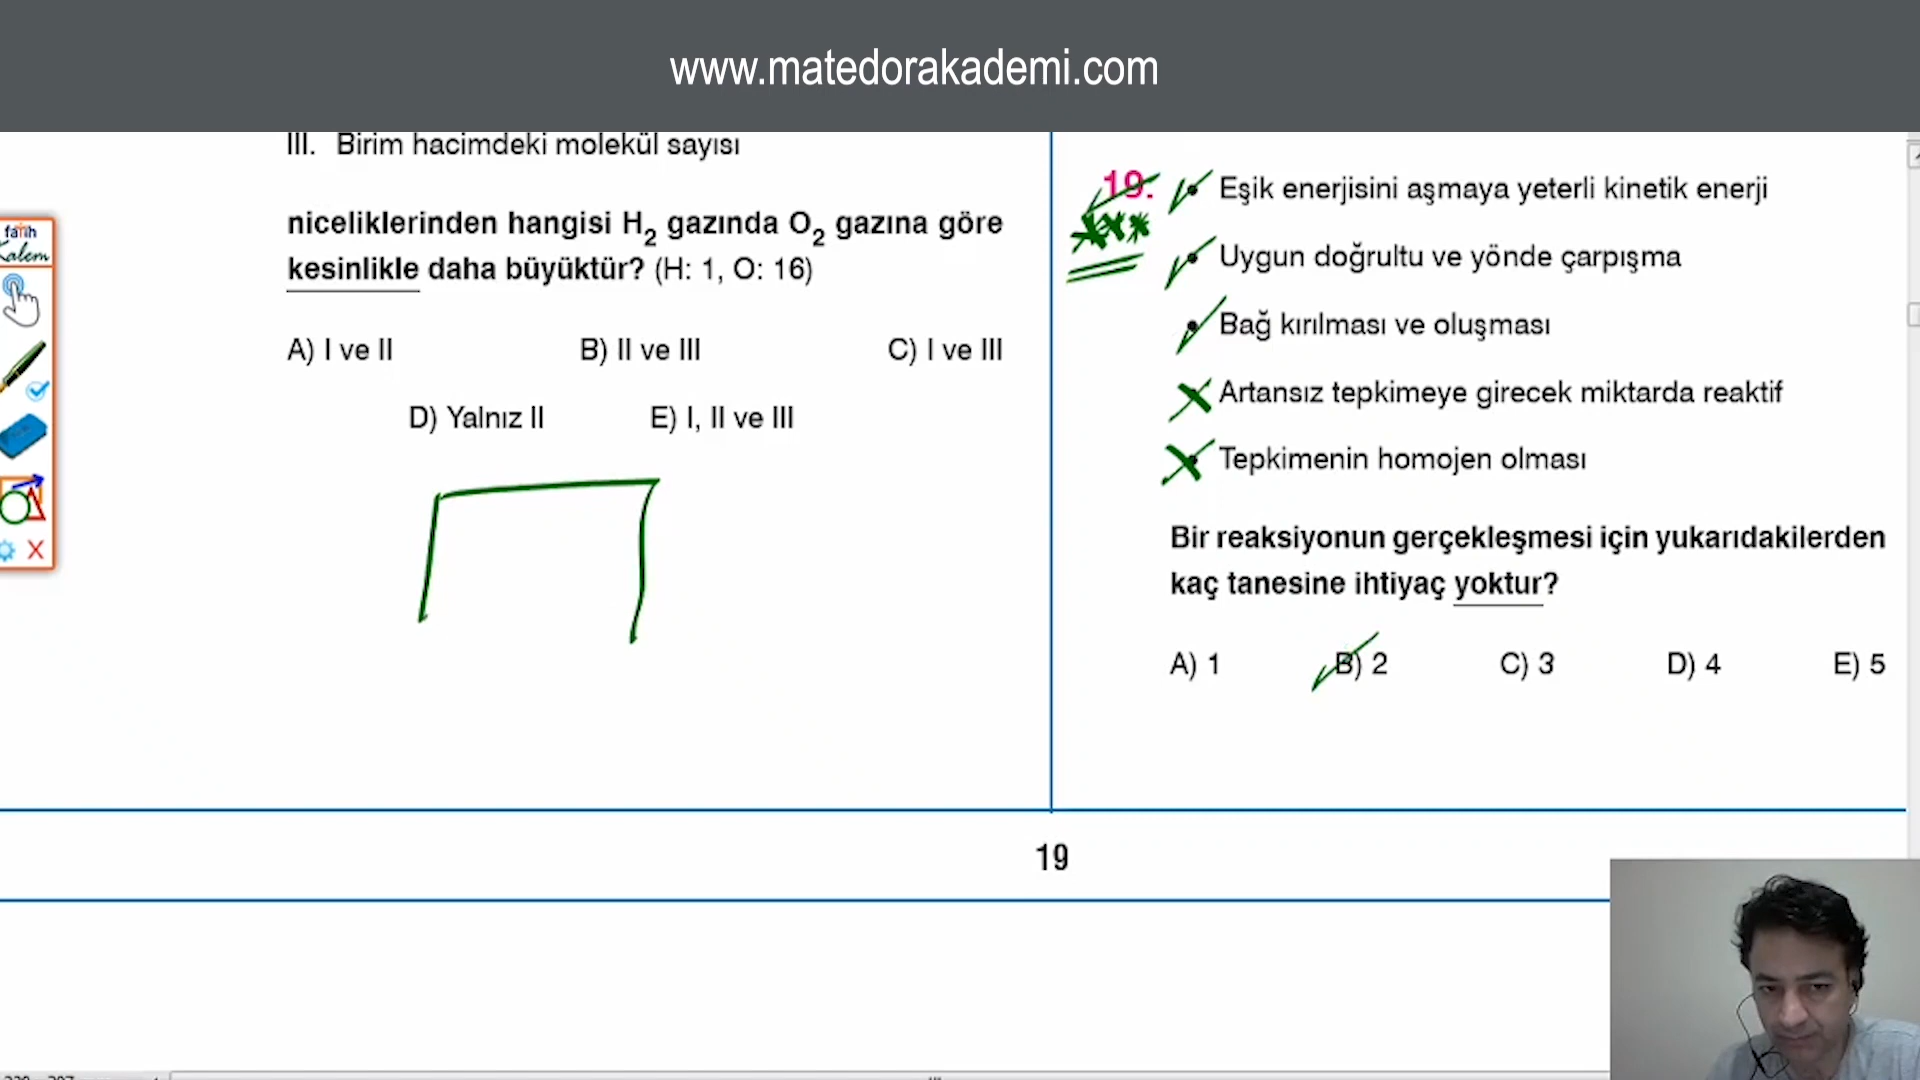 www.matedorakademi.com
fatih
Kalem
III. Birim hacimdeki molekül sayısı
niceliklerinden hangisi H2 gazında O2 gazına göre
kesinlikle daha büyüktür? (H: 1, O: 16)
A) I ve II B) II ve III C) I ve III
D) Yalnız II E) I, II ve III
19.
• Eşik enerjisini aşmaya yeterli kinetik enerji
• Uygun doğrultu ve yönde çarpışma
• Bağ kırılması ve oluşması
• Artansız tepkimeye girecek miktarda reaktif
• Tepkimenin homojen olması
Bir reaksiyonun gerçekleşmesi için yukarıdakilerden
kaç tanesine ihtiyaç yoktur?
A) 1 B) 2 C) 3 D) 4 E) 5
19